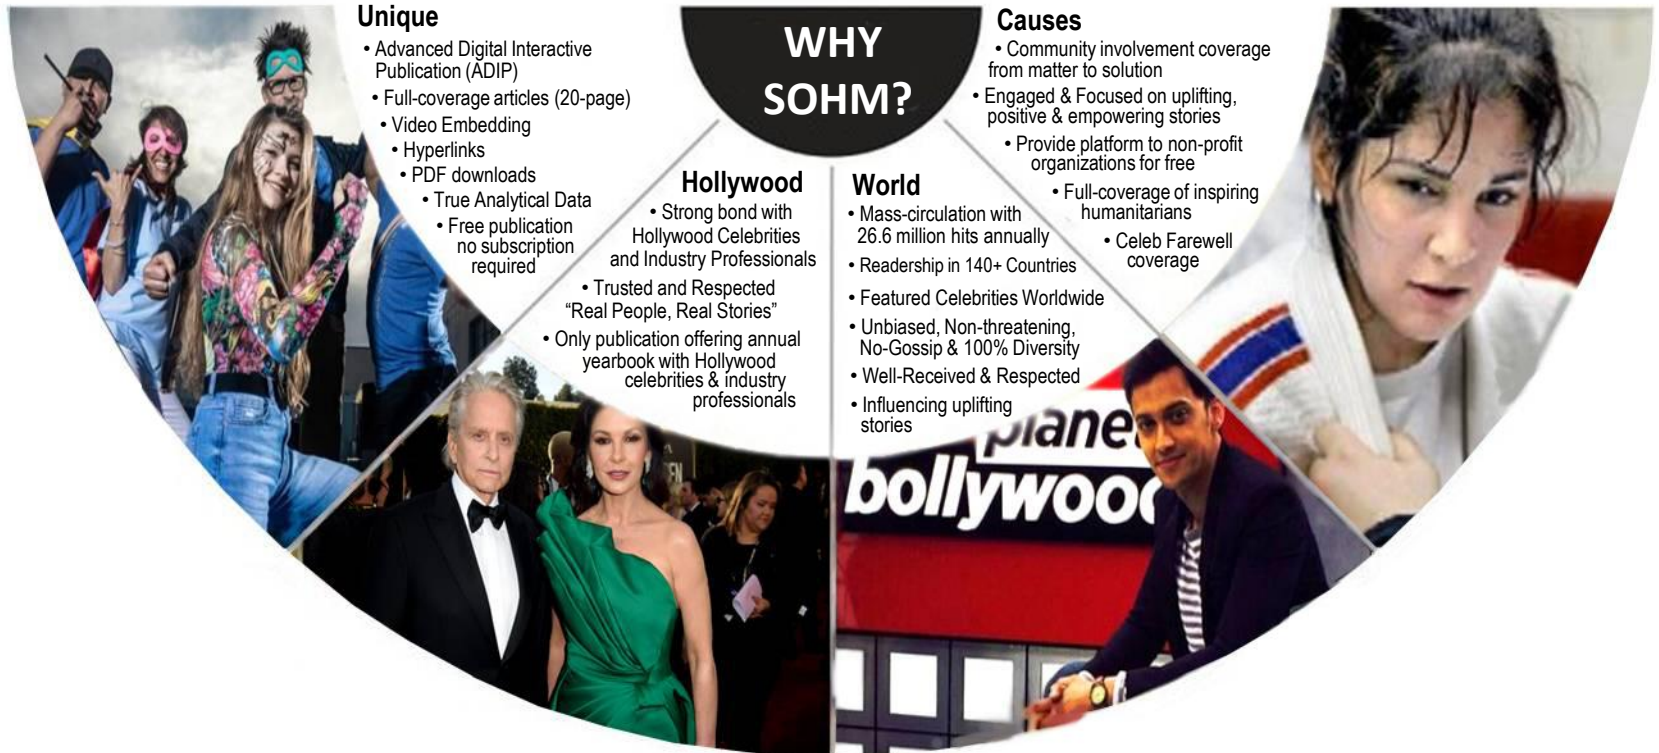 WHY
SOHM?
Unique
• Advanced Digital Interactive
Publication (ADIP)
• Full-coverage articles (20-page)
• Video Embedding
• Hyperlinks
• PDF downloads
• True Analytical Data
• Free publication
no subscription
required
Hollywood
• Strong bond with
Hollywood Celebrities
and Industry Professionals
• Trusted and Respected
“Real People, Real Stories”
• Only publication offering annual
yearbook with Hollywood
celebrities & industry
professionals
World
• Mass-circulation with
26.6 million hits annually
• Readership in 140+ Countries
• Featured Celebrities Worldwide
• Unbiased, Non-threatening,
No-Gossip & 100% Diversity
• Well-Received & Respected
• Influencing uplifting
stories
Causes
• Community involvement coverage
from matter to solution
• Engaged & Focused on uplifting,
positive & empowering stories
• Provide platform to non-profit
organizations for free
• Full-coverage of inspiring
humanitarians
• Celeb Farewell
coverage
plane
bollywood